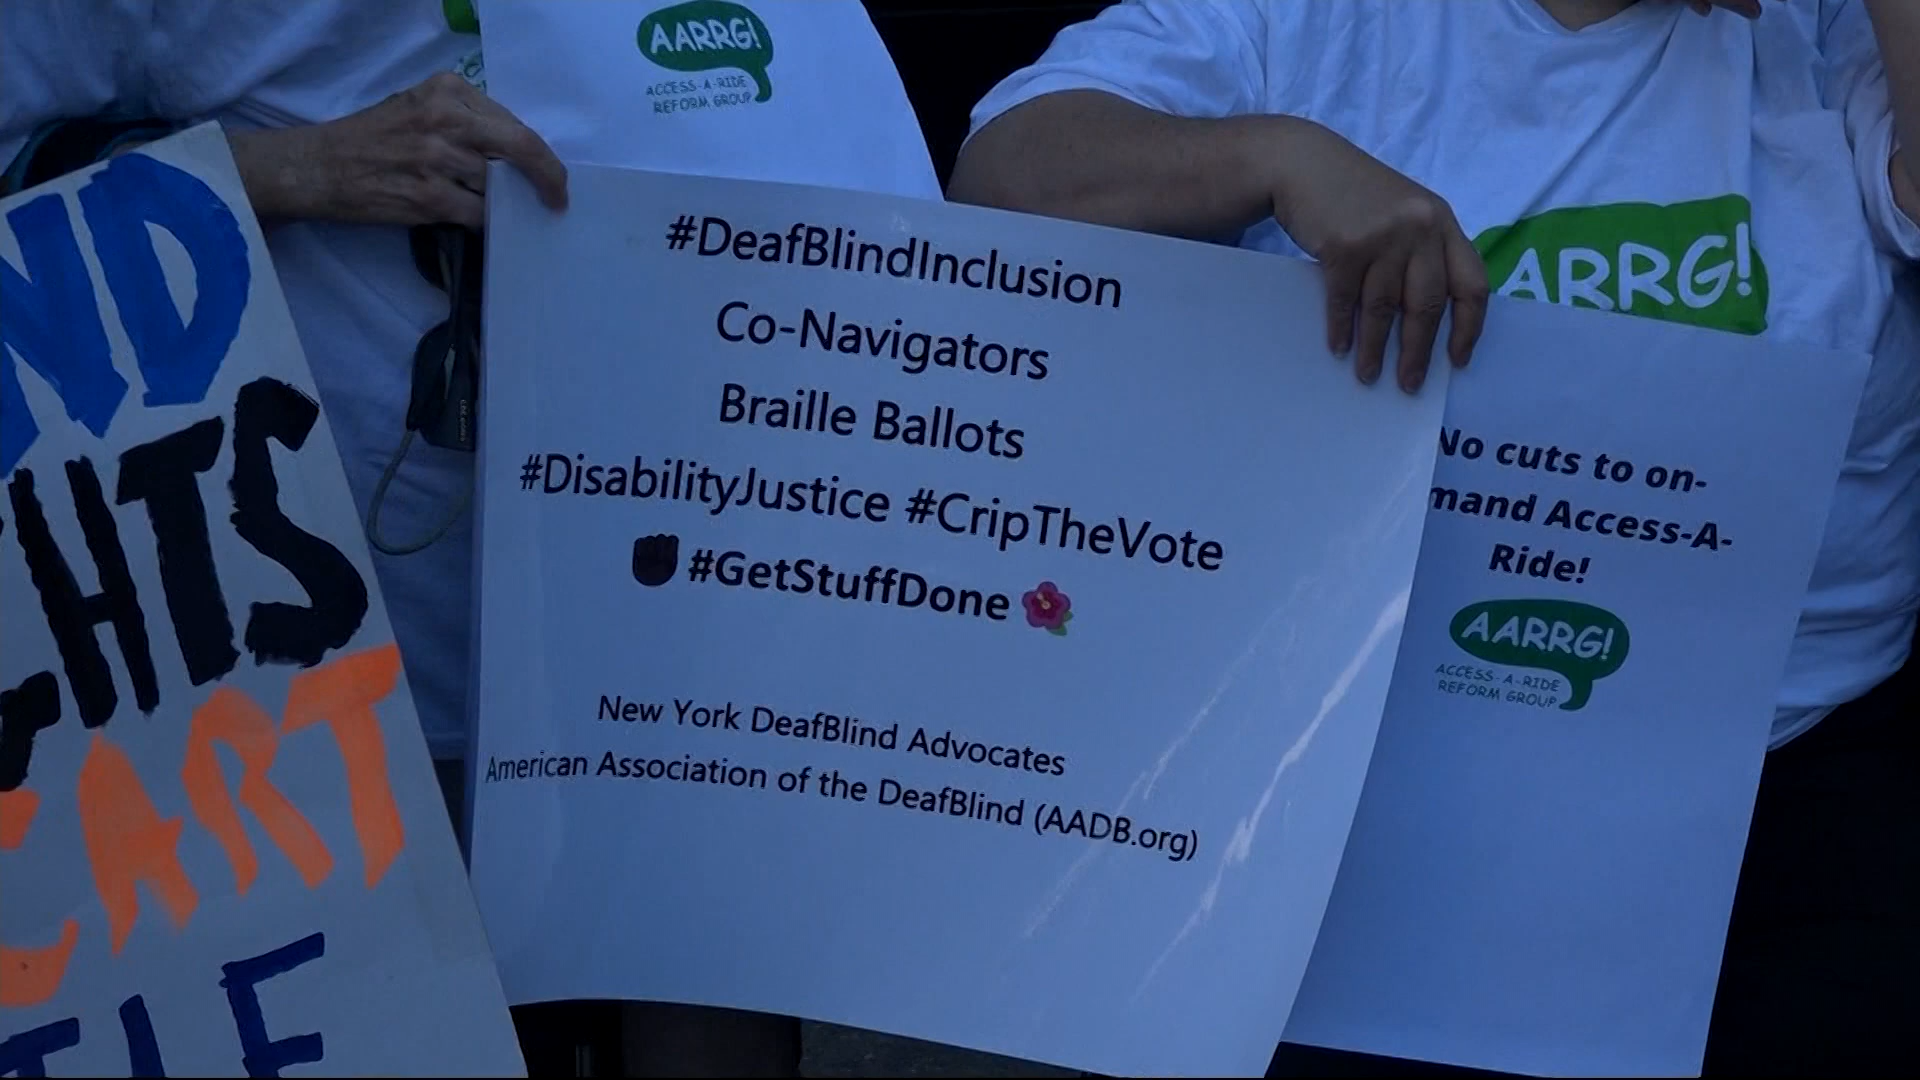 AARRG!
ACCESS-A-RIDE
REFORM GROUP
ARRG!
#DeafBlindInclusion
Co-Navigators
Braille Ballots
#DisabilityJustice #CripTheVote
✊🏿 #GetStuffDone 🌺
New York DeafBlind Advocates
American Association of the DeafBlind (AADB.org)
No cuts to on-
mand Access-A-
Ride!
AARRG!
ACCESS-A-RIDE
REFORM GROUP
ND
HTS
ART